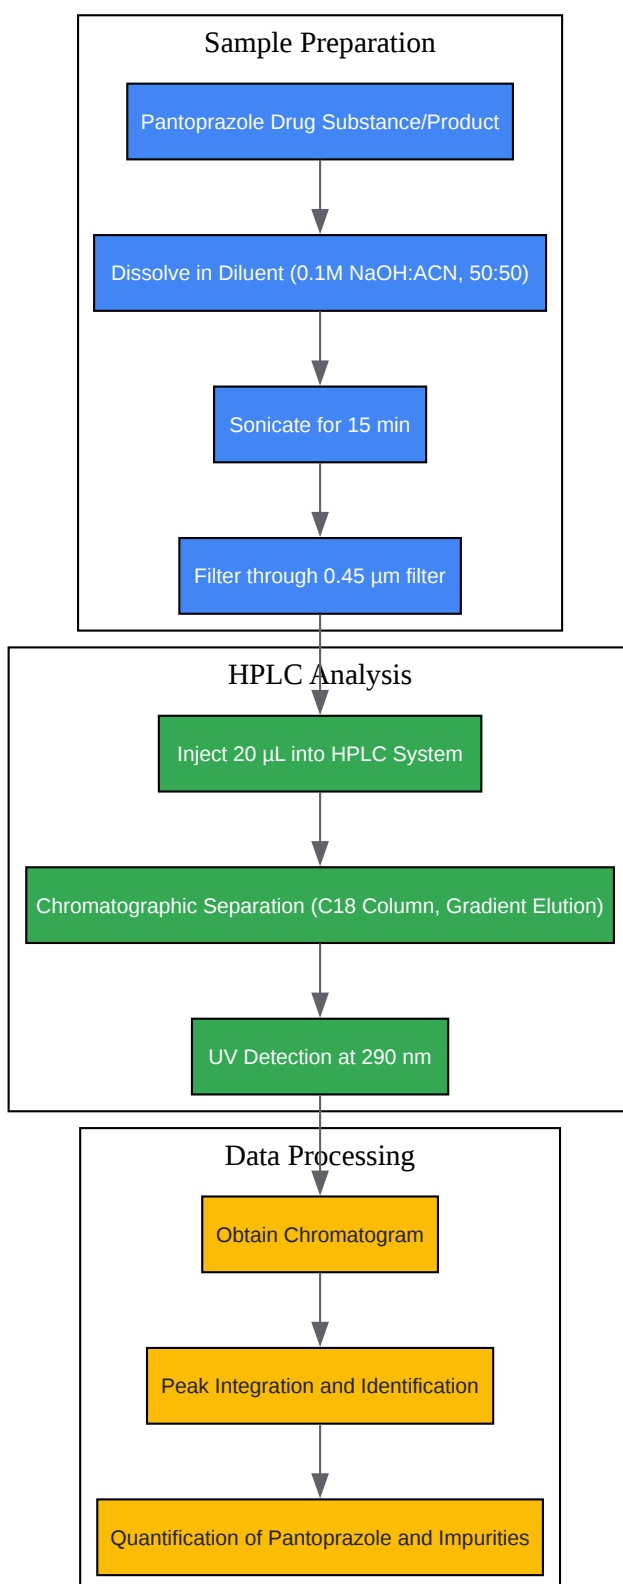 Sample Preparation
Pantoprazole Drug Substance/Product
Dissolve in Diluent (0.1M NaOH:ACN, 50:50)
Sonicate for 15 min
Filter through 0.45 µm filter
HPLC Analysis
Inject 20 µL into HPLC System
Chromatographic Separation (C18 Column, Gradient Elution)
UV Detection at 290 nm
Data Processing
Obtain Chromatogram
Peak Integration and Identification
Quantification of Pantoprazole and Impurities